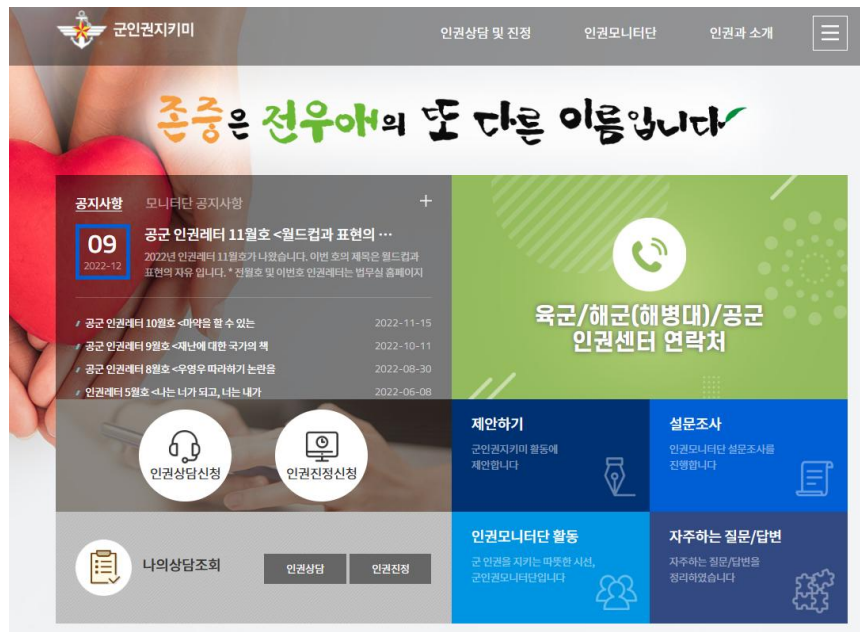 군인권지키미
인권상담 및 진정 인권모니터단 인권과 소개
존중은 전우애의 또 다른 이름입니다
공지사항 모니터단 공지사항 +
09
2022-12
공군 인권레터 11월호 <월드컵과 표현의 …
2022년 인권레터 11월호가 나왔습니다. 이번 호의 제목은 월드컵과
표현의 자유 입니다. * 전월호 및 이번호 인권레터는 법무실 홈페이지
공군 인권레터 10월호 <마약을 할 수 있는 2022-11-15
공군 인권레터 9월호 <재난에 대한 국가의 책 2022-10-11
공군 인권레터 8월호 <우영우 따라하기 논란을 2022-08-30
인권레터 5월호 <나는 너가 되고, 너는 내가 2022-06-08
육군/해군(해병대)/공군
인권센터 연락처
인권상담신청 인권진정신청
제안하기
군인권지키미 활동에
제안합니다
설문조사
인권모니터단 설문조사를
진행합니다
나의상담조회 인권상담 인권진정
인권모니터단 활동
군 인권을 지키는 따뜻한 시선,
군인권모니터단입니다
자주하는 질문/답변
자주하는 질문/답변을
정리하였습니다